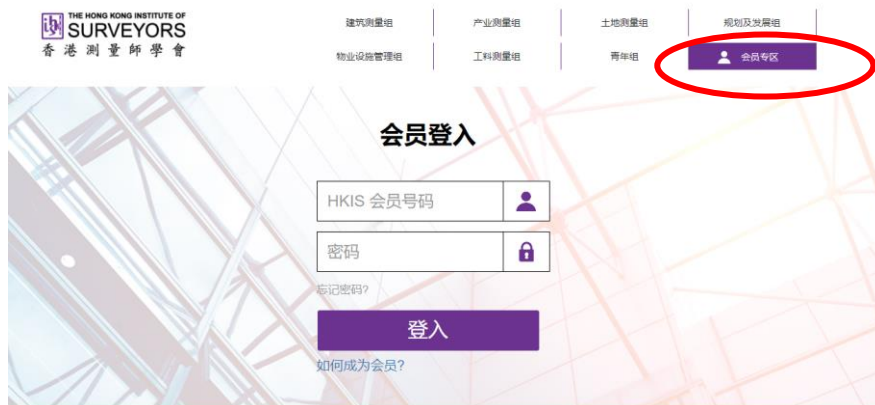 THE HONG KONG INSTITUTE OF
SURVEYORS
香港測量師學會
建筑测量组
产业测量组
土地测量组
规划及发展组
物业设施管理组
工料测量组
青年组
会员专区
会员登入
HKIS 会员号码
密码
忘记密码?
登入
如何成为会员?